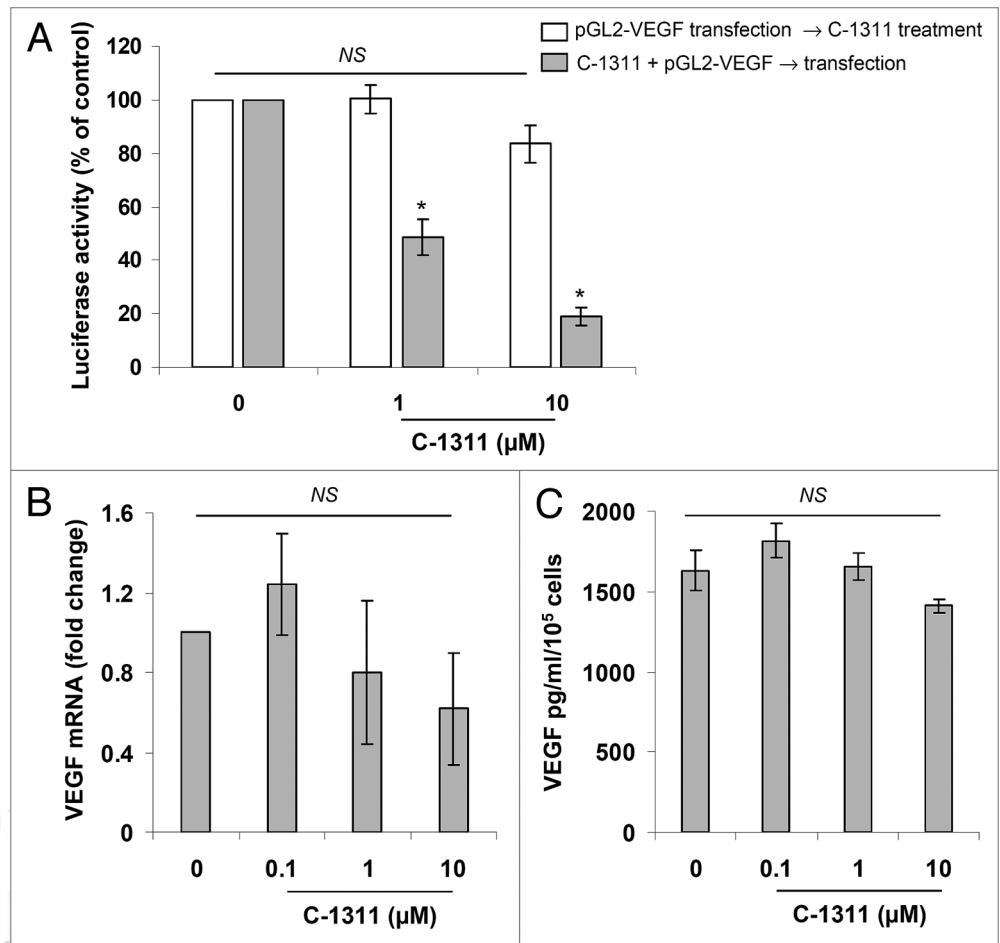 A
pGL2-VEGF transfection → C-1311 treatment
C-1311 + pGL2-VEGF → transfection
NS
Luciferase activity (% of control)
120
100
80
60
40
20
0
*
*
0 1 10
C-1311 (µM)
B
NS
VEGF mRNA (fold change)
1.6
1.2
0.8
0.4
0
0 0.1 1 10
C-1311 (µM)
C
NS
VEGF pg/ml/10⁵ cells
2000
1500
1000
500
0
0 0.1 1 10
C-1311 (µM)